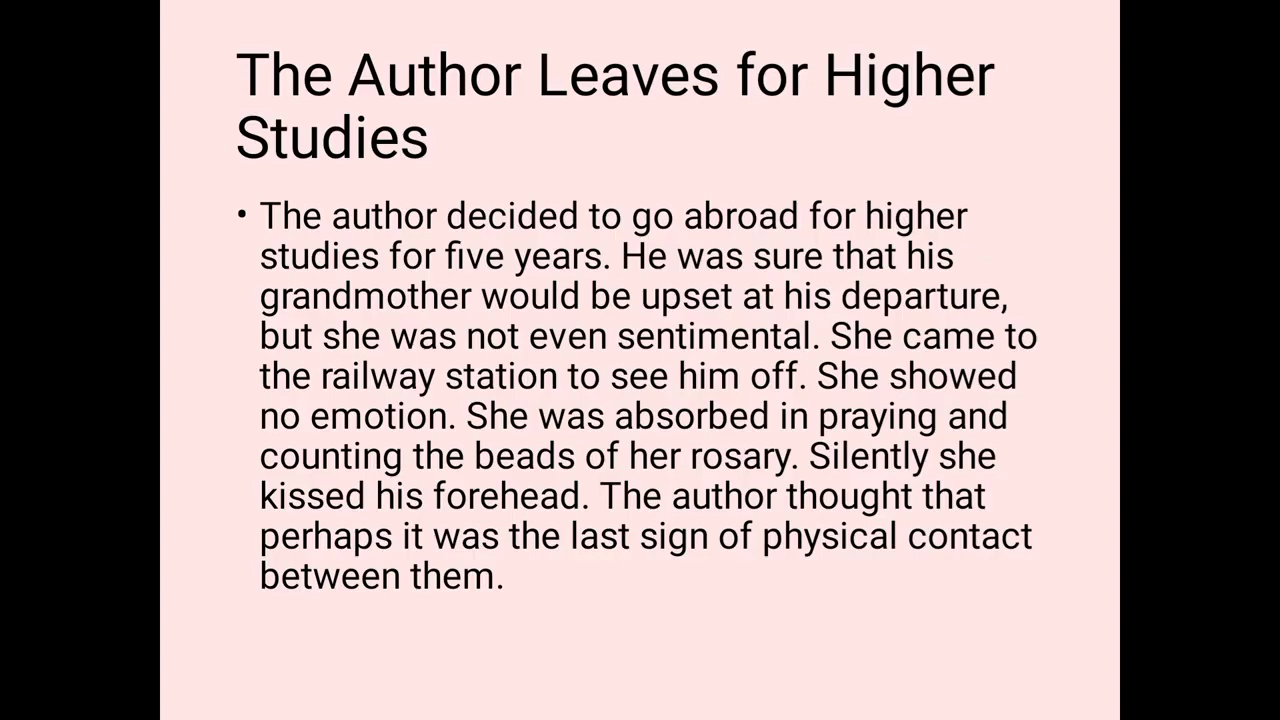 The Author Leaves for Higher
Studies
• The author decided to go abroad for higher
studies for five years. He was sure that his
grandmother would be upset at his departure,
but she was not even sentimental. She came to
the railway station to see him off. She showed
no emotion. She was absorbed in praying and
counting the beads of her rosary. Silently she
kissed his forehead. The author thought that
perhaps it was the last sign of physical contact
between them.